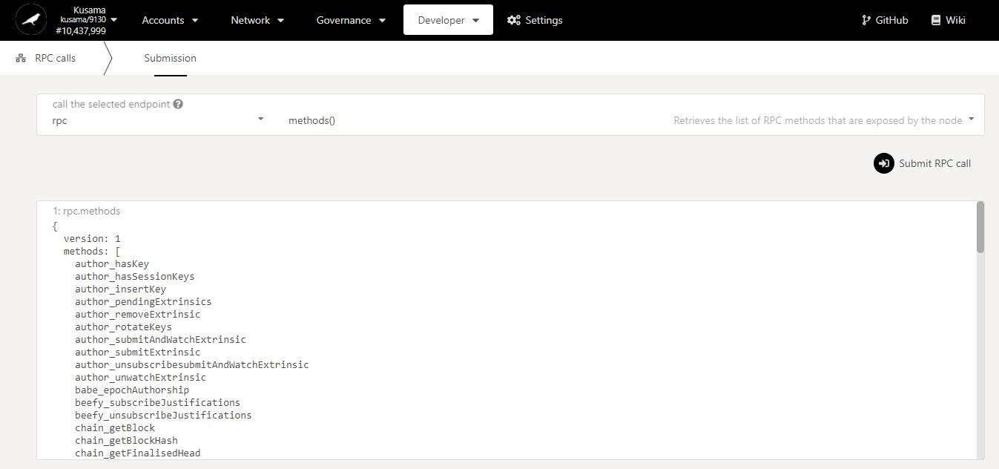 Kusama
kusama/9130
#10,437,999
Accounts
Network
Governance
Developer
Settings
GitHub
Wiki
RPC calls
Submission
call the selected endpoint
rpc
methods()
Retrieves the list of RPC methods that are exposed by the node
Submit RPC call
1: rpc.methods
{
  version: 1
  methods: [
    author_hasKey
    author_hasSessionKeys
    author_insertKey
    author_pendingExtrinsics
    author_removeExtrinsic
    author_rotateKeys
    author_submitAndWatchExtrinsic
    author_submitExtrinsic
    author_unsubscribesubmitAndWatchExtrinsic
    author_unwatchExtrinsic
    babe_epochAuthorship
    beefy_subscribeJustifications
    beefy_unsubscribeJustifications
    chain_getBlock
    chain_getBlockHash
    chain_getFinalisedHead